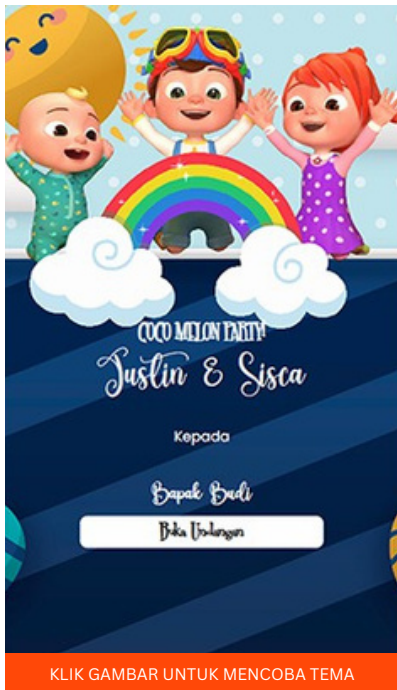 COCO MELON PARTY
Justin & Sisca
Kepada
Bapak Budi
Buka Undangan
KLIK GAMBAR UNTUK MENCOBA TEMA